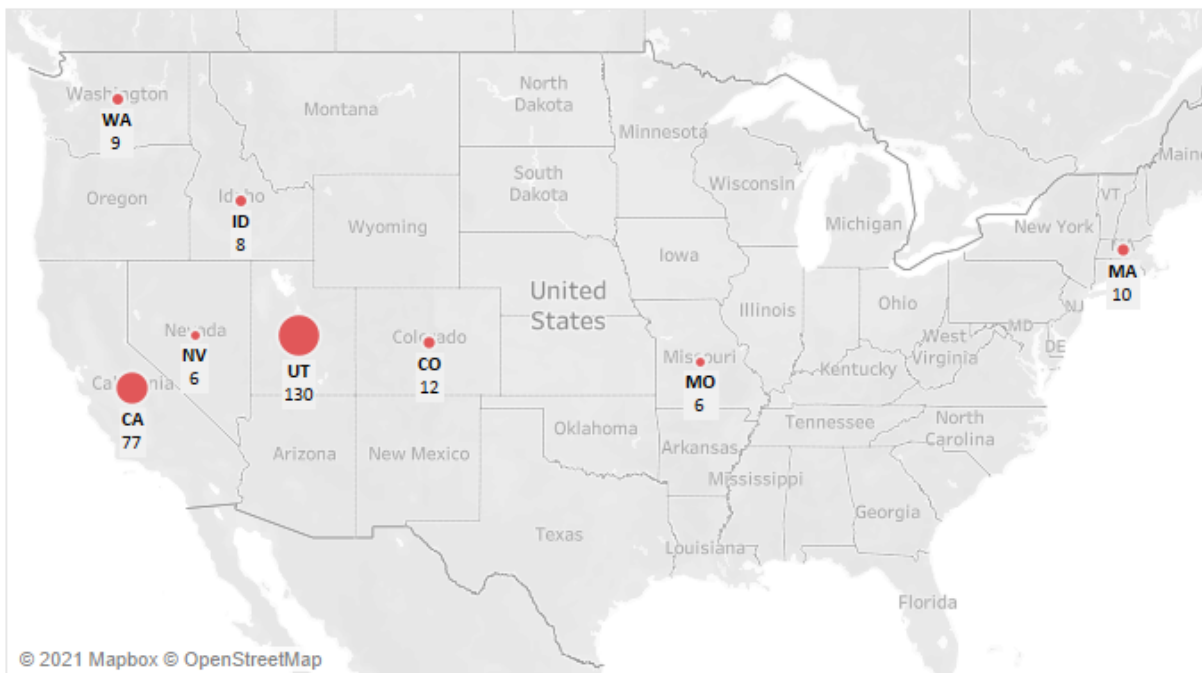 Washington
WA
9
Montana
North
Dakota
Minnesota
Maine
Oregon
Idaho
ID
8
South
Dakota
Wisconsin
Michigan
VT
New York
MA
10
Wyoming
Iowa
United
States
Illinois
Ohio
NJ
MD
DE
Nevada
NV
6
UT
130
Colorado
CO
12
Missouri
MO
6
West
Virginia
Kentucky
California
CA
77
Arizona
New Mexico
Oklahoma
Arkansas
Tennessee
North
Carolina
Mississippi
Georgia
Texas
Louisiana
Florida
© 2021 Mapbox © OpenStreetMap